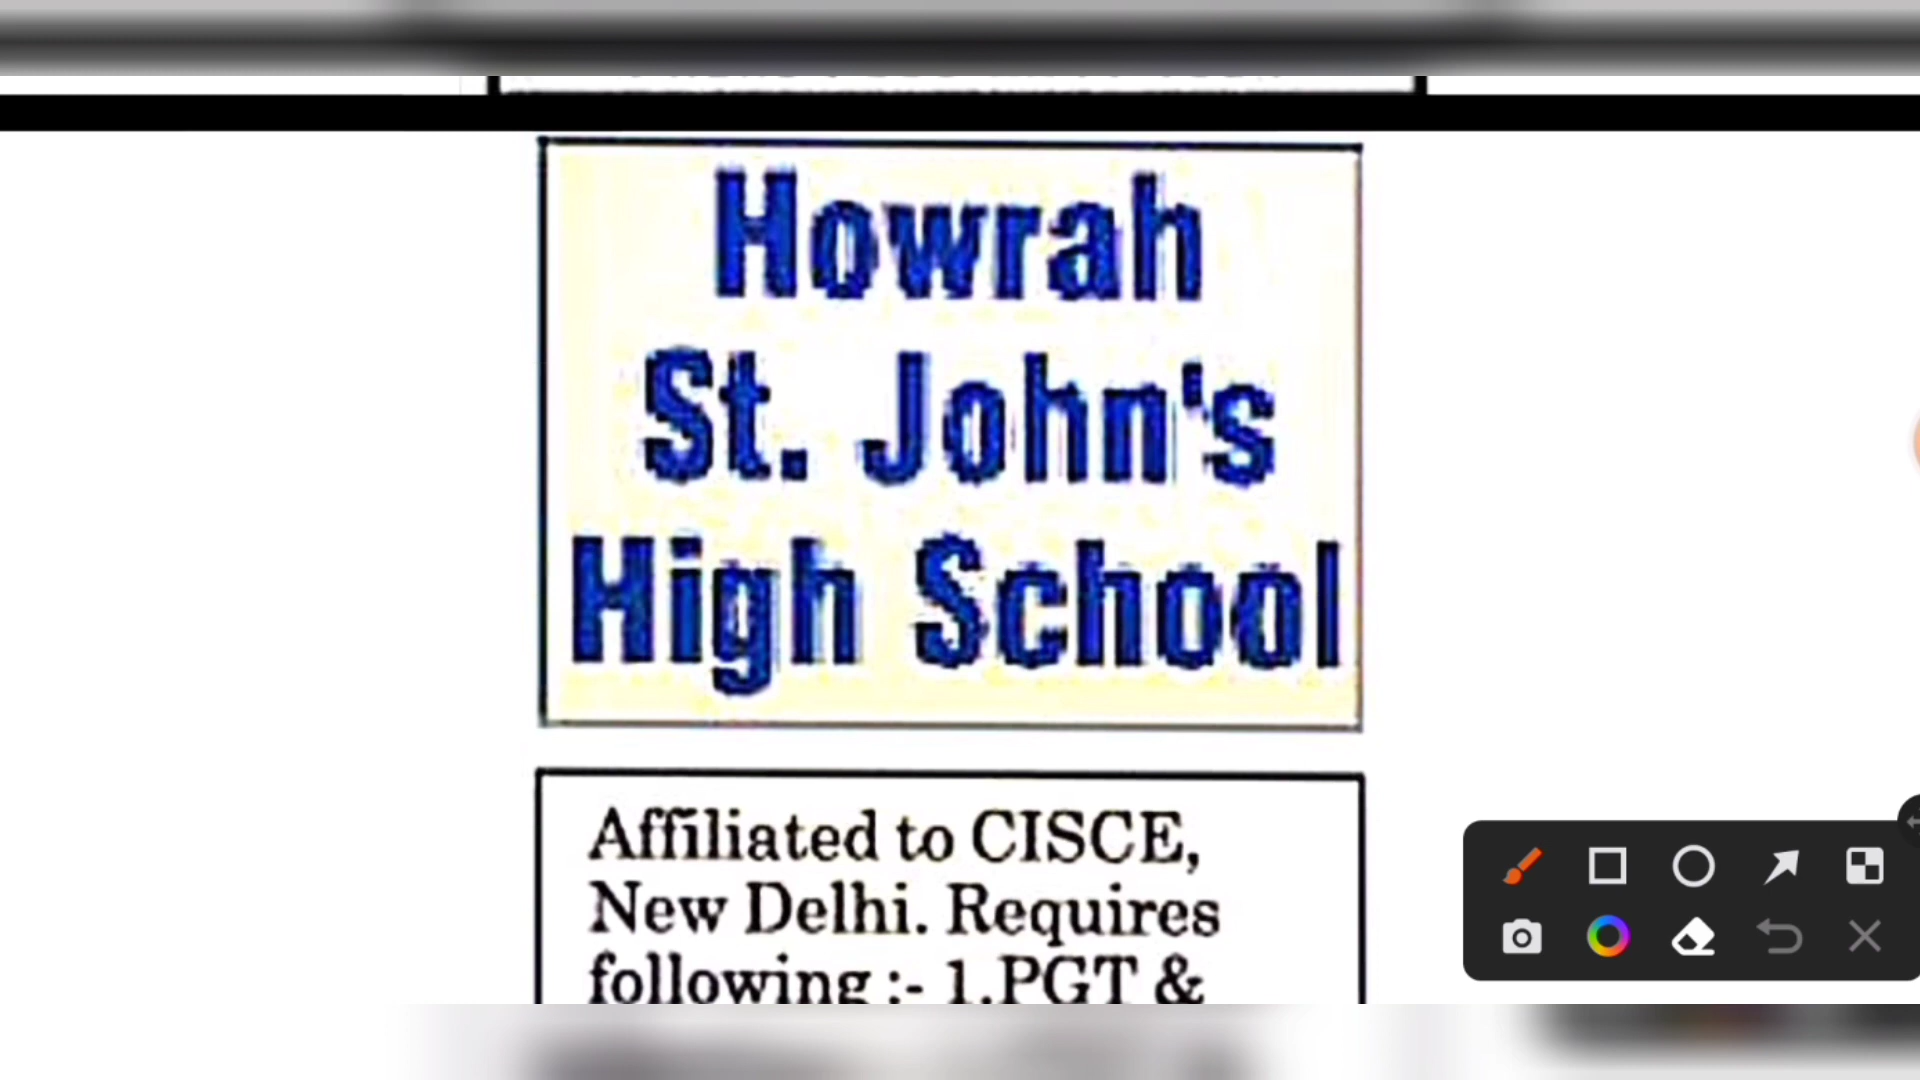 Howrah
St. John's
High School
Affiliated to CISCE,
New Delhi. Requires
following :- 1.PGT &